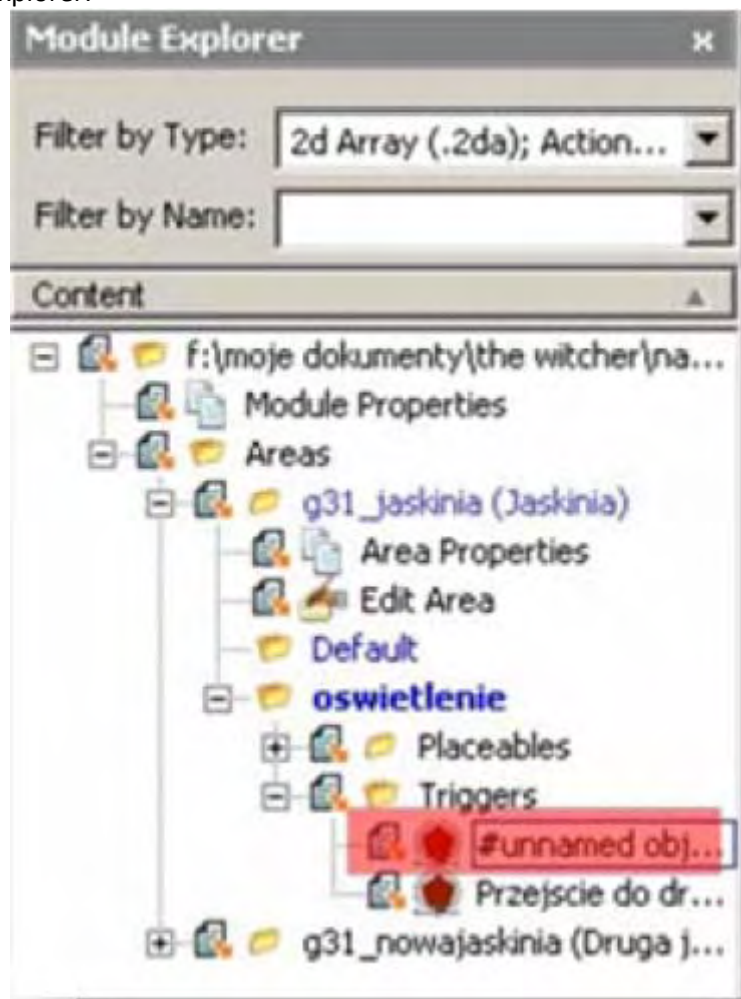 Module Explorer x
Filter by Type: 2d Array (.2da); Action...
Filter by Name:
Content
f:\moje dokumenty\the witcher\na...
Module Properties
Areas
g31_jaskinia (Jaskinia)
Area Properties
Edit Area
Default
oswietlenie
Placeables
Triggers
#unnamed obj...
Przejscie do dr...
g31_nowajaskinia (Druga j...